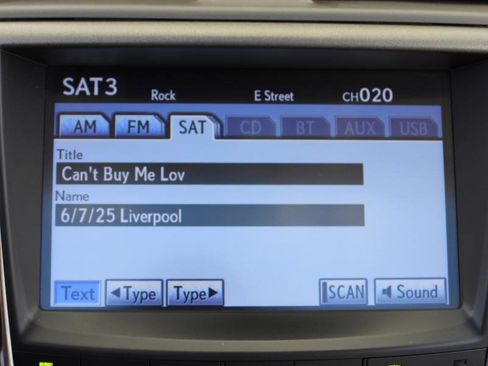 SAT3 Rock E Street CH020
AM FM SAT CD BT AUX USB
Title
Can't Buy Me Lov
Name
6/7/25 Liverpool
Text ◀Type Type▶ SCAN Sound